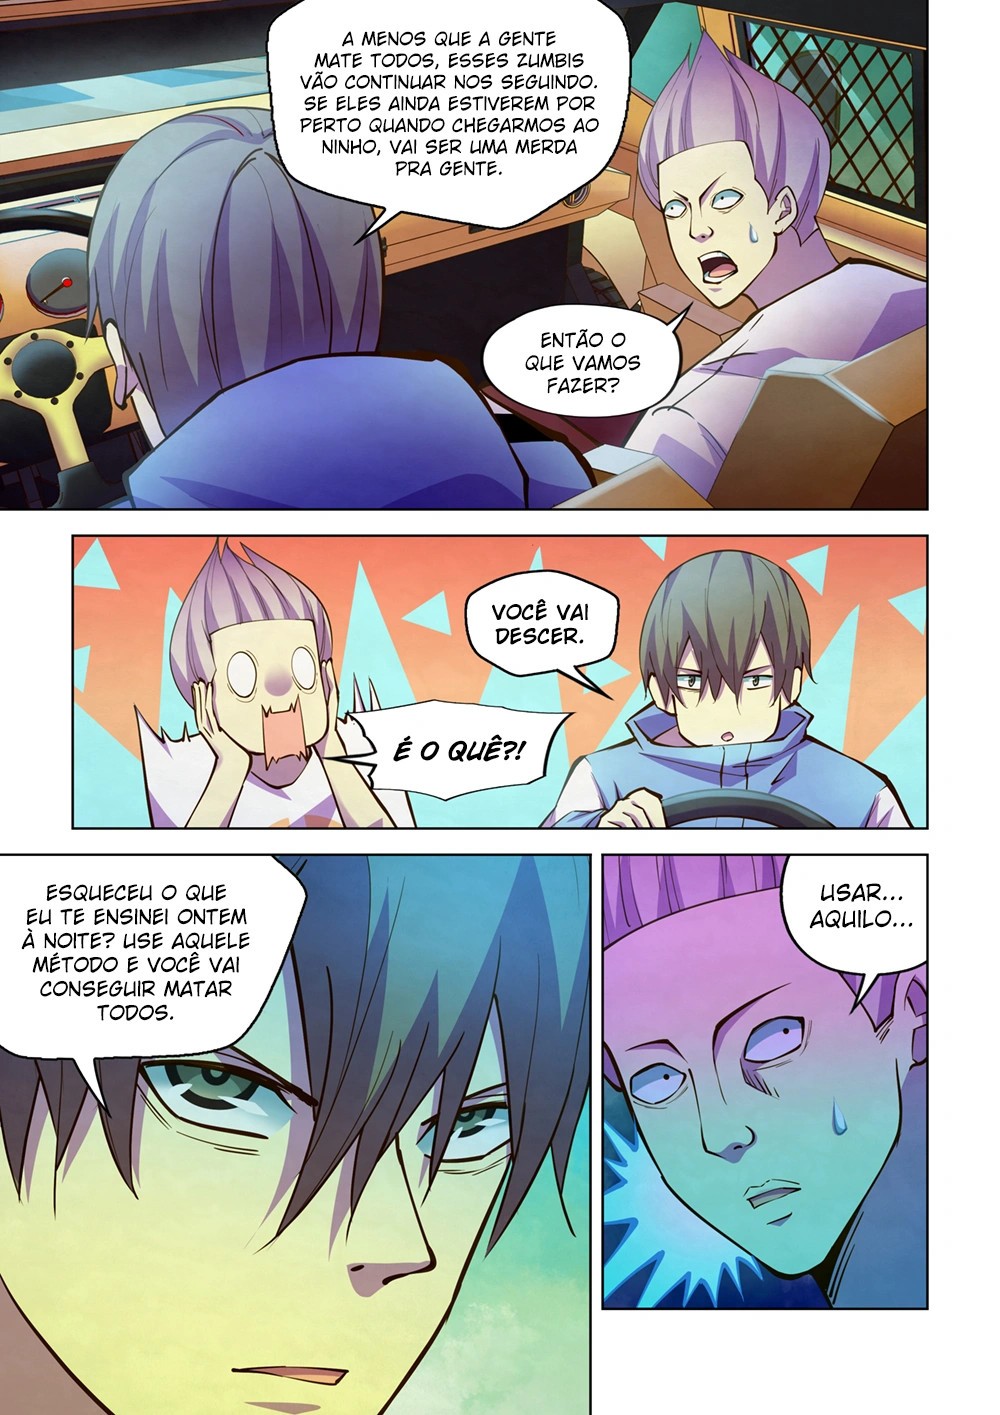 A MENOS QUE A GENTE
MATE TODOS, ESSES ZUMBIS
VÃO CONTINUAR NOS SEGUINDO.
SE ELES AINDA ESTIVEREM POR
PERTO QUANDO CHEGARMOS AO
NINHO, VAI SER UMA MERDA
PRA GENTE.
ENTÃO O
QUE VAMOS
FAZER?
VOCÊ VAI
DESCER.
É O QUÊ?!
ESQUECEU O QUE
EU TE ENSINEI ONTEM
À NOITE? USE AQUELE
MÉTODO E VOCÊ VAI
CONSEGUIR MATAR
TODOS.
USAR...
AQUILO...